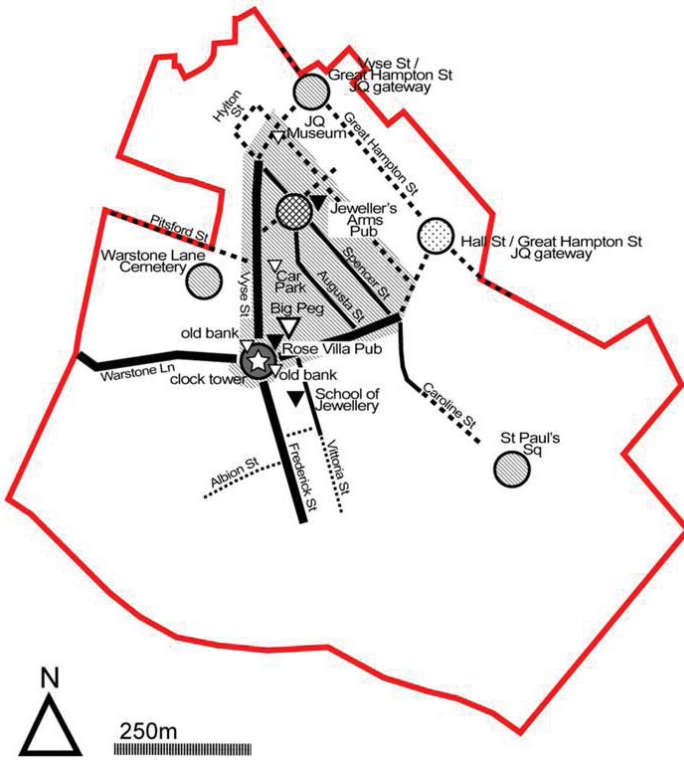 Vyse St /
Great Hampton St
JQ gateway
Hylton
St
JQ
Museum
Great Hampton St
Jeweller's
Arms
Pub
Pitsford St
Hall St / Great Hampton St
JQ gateway
Warstone Lane
Cemetery
Spencer St
Car
Park
Augusta St
Vyse St
Big Peg
old bank
Rose Villa Pub
Warstone Ln
clock tower
old bank
School of
Jewellery
Caroline St
St Paul's
Sq
Albion St
Frederick St
Vittoria St
N
250m